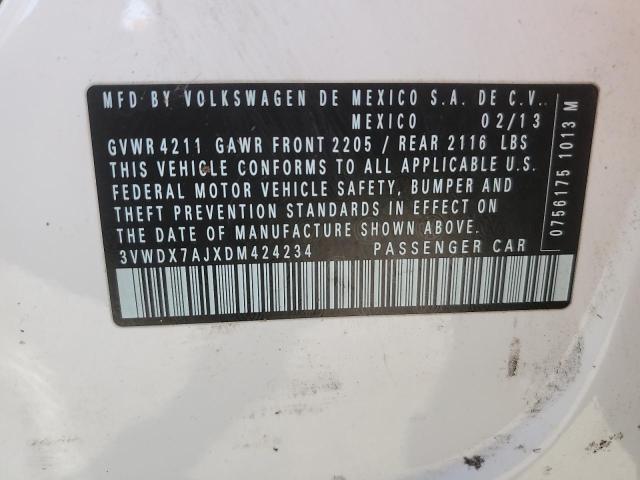 MFD BY VOLKSWAGEN DE MEXICO S.A. DE C.V..
MEXICO 02/13
GVWR 4211 GAWR FRONT 2205 / REAR 2116 LBS
THIS VEHICLE CONFORMS TO ALL APPLICABLE U.S.
FEDERAL MOTOR VEHICLE SAFETY, BUMPER AND
THEFT PREVENTION STANDARDS IN EFFECT ON
THE DATE OF MANUFACTURE SHOWN ABOVE.
3VWDX7AJXDM424234 PASSENGER CAR
0756175 1013 M